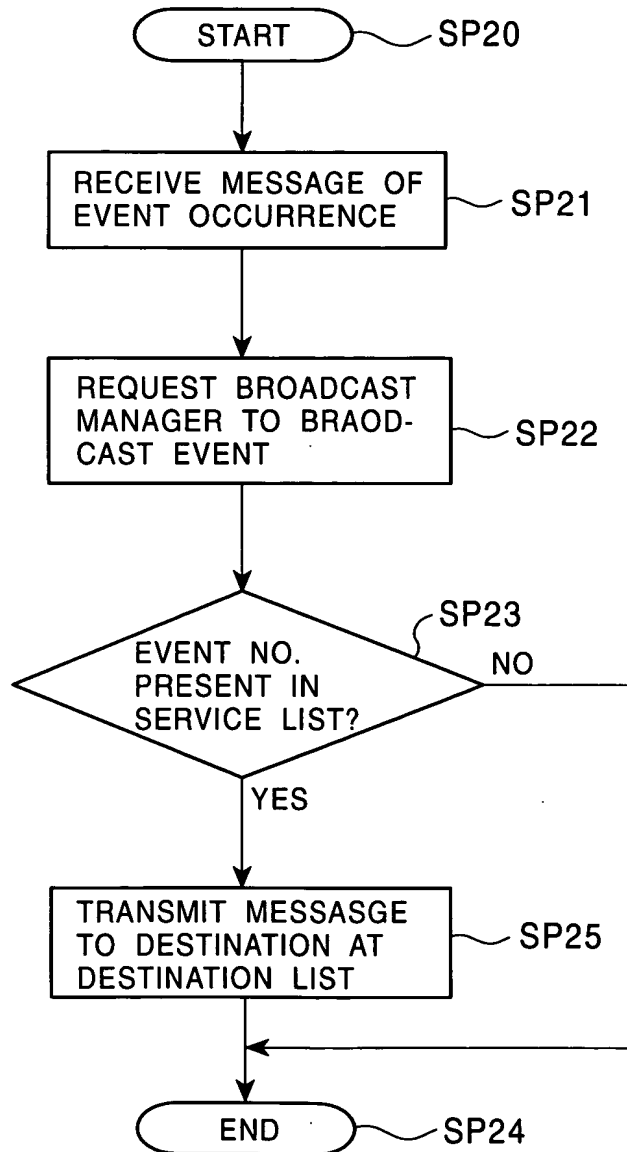 START
SP20
RECEIVE MESSAGE OF
EVENT OCCURRENCE
SP21
REQUEST BROADCAST
MANAGER TO BRAOD-
CAST EVENT
SP22
SP23
EVENT NO.
PRESENT IN
SERVICE LIST?
NO
YES
TRANSMIT MESSASGE
TO DESTINATION AT
DESTINATION LIST
SP25
END
SP24